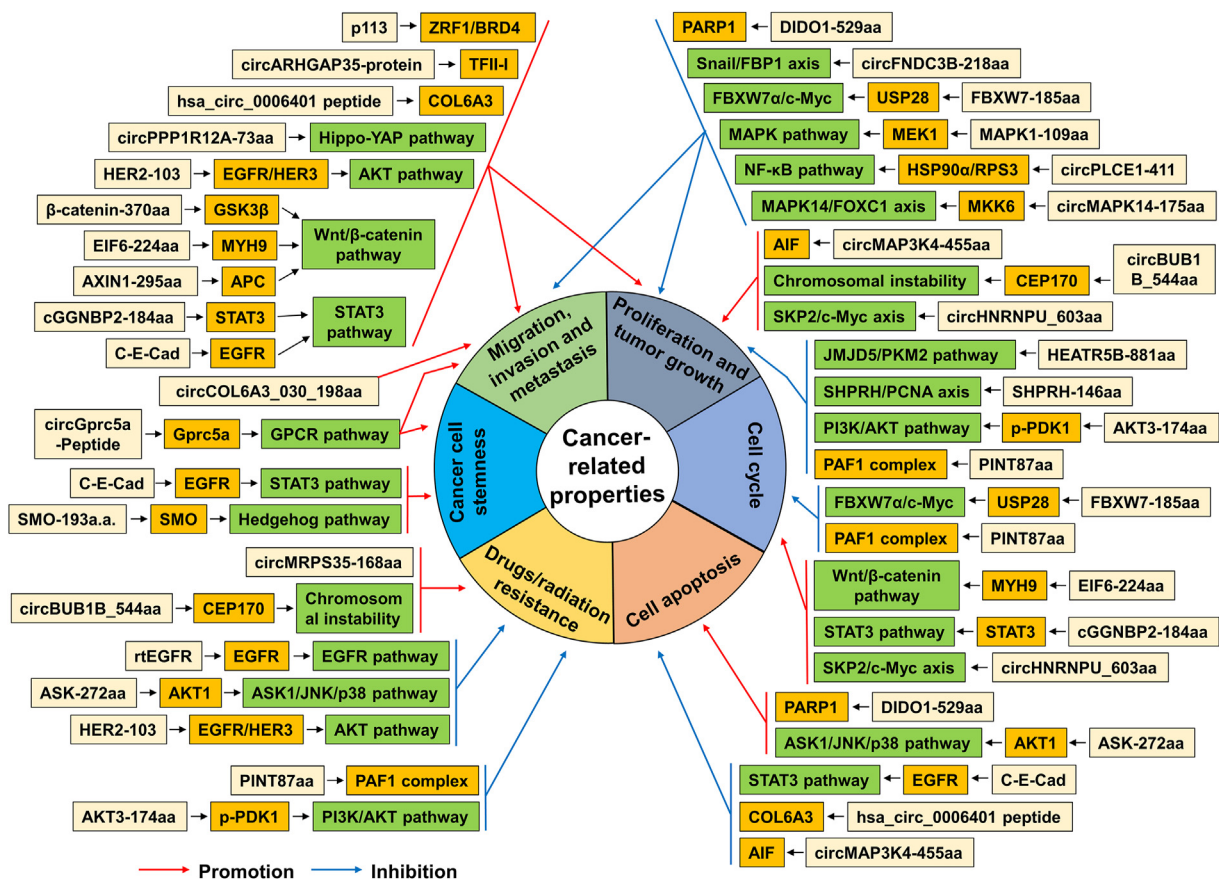 p113
ZRF1/BRD4
circARHGAP35-protein
TFII-I
hsa_circ_0006401 peptide
COL6A3
circPPP1R12A-73aa
Hippo-YAP pathway
HER2-103
EGFR/HER3
AKT pathway
β-catenin-370aa
GSK3β
EIF6-224aa
MYH9
AXIN1-295aa
APC
Wnt/β-catenin
pathway
cGGNBP2-184aa
STAT3
C-E-Cad
EGFR
STAT3
pathway
circCOL6A3_030_198aa
circGprc5a
-Peptide
Gprc5a
GPCR pathway
C-E-Cad
EGFR
STAT3 pathway
SMO-193a.a.
SMO
Hedgehog pathway
circMRPS35-168aa
circBUB1B_544aa
CEP170
Chromosom
al instability
rtEGFR
EGFR
EGFR pathway
ASK-272aa
AKT1
ASK1/JNK/p38 pathway
HER2-103
EGFR/HER3
AKT pathway
PINT87aa
PAF1 complex
AKT3-174aa
p-PDK1
PI3K/AKT pathway
Promotion
Inhibition
Migration,
invasion and
metastasis
Proliferation and
tumor growth
Cell cycle
Cell apoptosis
Drugs/radiation
resistance
Cancer cell
stemness
Cancer-
related
properties
PARP1
DIDO1-529aa
Snail/FBP1 axis
circFNDC3B-218aa
FBXW7α/c-Myc
USP28
FBXW7-185aa
MAPK pathway
MEK1
MAPK1-109aa
NF-κB pathway
HSP90α/RPS3
circPLCE1-411
MAPK14/FOXC1 axis
MKK6
circMAPK14-175aa
AIF
circMAP3K4-455aa
Chromosomal instability
CEP170
circBUB1
B_544aa
SKP2/c-Myc axis
circHNRNPU_603aa
JMJD5/PKM2 pathway
HEATR5B-881aa
SHPRH/PCNA axis
SHPRH-146aa
PI3K/AKT pathway
p-PDK1
AKT3-174aa
PAF1 complex
PINT87aa
FBXW7α/c-Myc
USP28
FBXW7-185aa
PAF1 complex
PINT87aa
Wnt/β-catenin
pathway
MYH9
EIF6-224aa
STAT3 pathway
STAT3
cGGNBP2-184aa
SKP2/c-Myc axis
circHNRNPU_603aa
PARP1
DIDO1-529aa
ASK1/JNK/p38 pathway
AKT1
ASK-272aa
STAT3 pathway
EGFR
C-E-Cad
COL6A3
hsa_circ_0006401 peptide
AIF
circMAP3K4-455aa